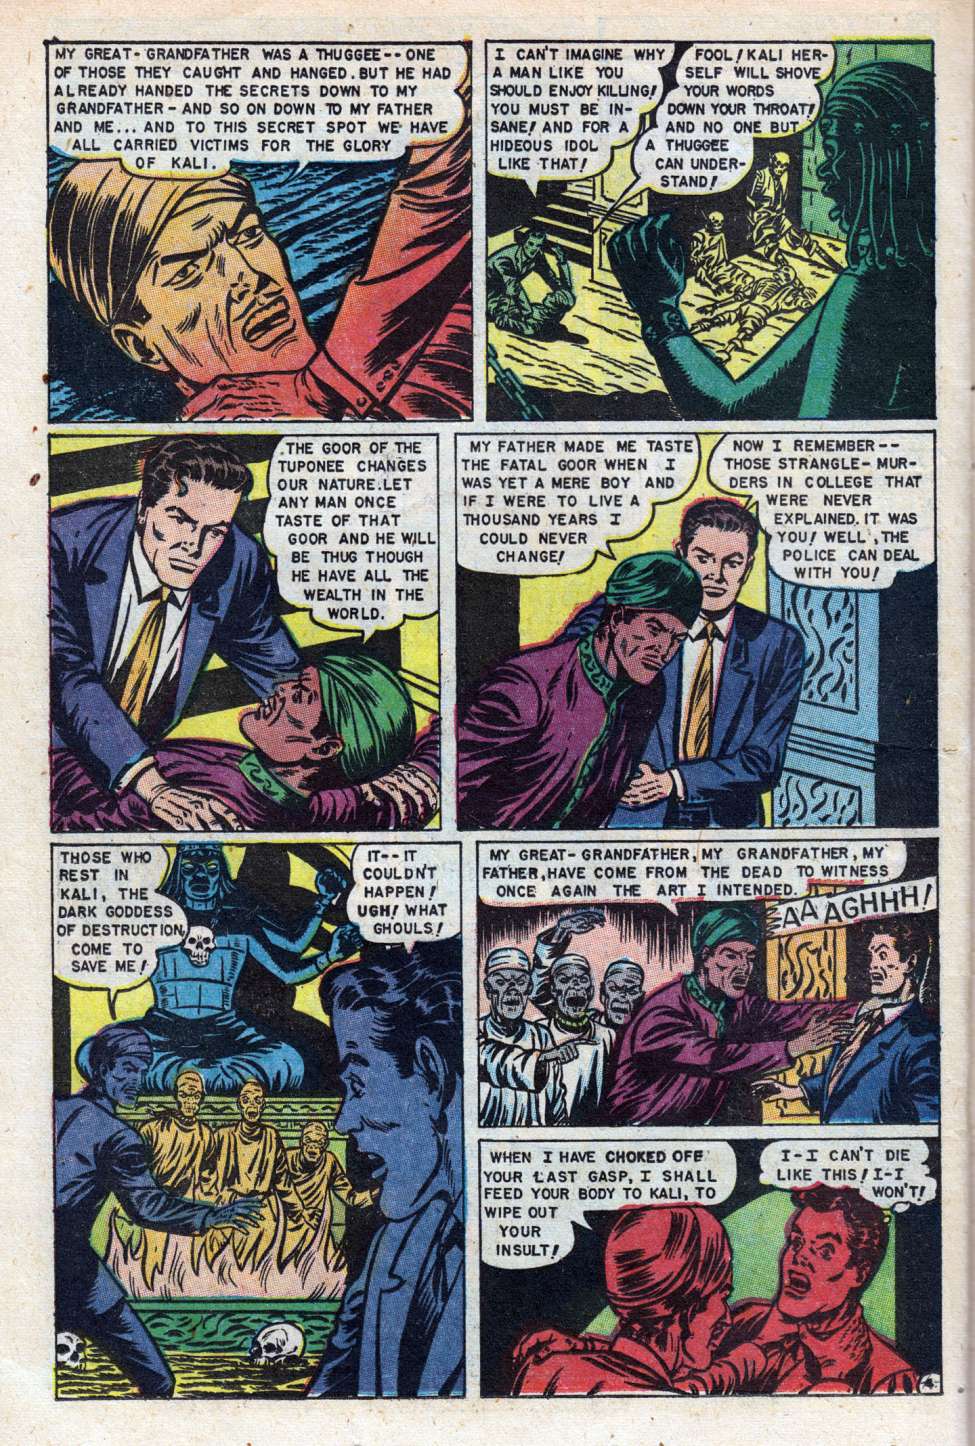 MY GREAT-GRANDFATHER WAS A THUGGEE--ONE
OF THOSE THEY CAUGHT AND HANGED. BUT HE HAD
ALREADY HANDED THE SECRETS DOWN TO MY
GRANDFATHER-AND SO ON DOWN TO MY FATHER
AND ME... AND TO THIS SECRET SPOT WE HAVE
ALL CARRIED VICTIMS FOR THE GLORY
OF KALI.
I CAN'T IMAGINE WHY
A MAN LIKE YOU
SHOULD ENJOY KILLING!
YOU MUST BE IN-
SANE! AND FOR A
HIDEOUS IDOL
LIKE THAT!
FOOL! KALI HER-
SELF WILL SHOVE
YOUR WORDS
DOWN YOUR THROAT!
AND NO ONE BUT
A THUGGEE
CAN UNDER-
STAND!
THE GOOR OF THE
TUPONEE CHANGES
OUR NATURE. LET
ANY MAN ONCE
TASTE OF THAT
GOOR AND HE WILL
BE THUG THOUGH
HE HAVE ALL THE
WEALTH IN THE
WORLD.
MY FATHER MADE ME TASTE
THE FATAL GOOR WHEN I
WAS YET A MERE BOY AND
IF I WERE TO LIVE A
THOUSAND YEARS I
COULD NEVER
CHANGE!
NOW I REMEMBER--
THOSE STRANGLE-MUR-
DERS IN COLLEGE THAT
WERE NEVER
EXPLAINED. IT WAS
YOU! WELL, THE
POLICE CAN DEAL
WITH YOU!
THOSE WHO
REST IN
KALI, THE
DARK GODDESS
OF DESTRUCTION,
COME TO
SAVE ME!
IT--IT
COULDN'T
HAPPEN!
UGH! WHAT
GHOULS!
MY GREAT-GRANDFATHER, MY GRANDFATHER, MY
FATHER, HAVE COME FROM THE DEAD TO WITNESS
ONCE AGAIN THE ART I INTENDED.
AAAGHHH!
WHEN I HAVE CHOKED OFF
YOUR LAST GASP, I SHALL
FEED YOUR BODY TO KALI, TO
WIPE OUT
YOUR
INSULT!
I-I CAN'T DIE
LIKE THIS! I-I
WON'T!
4